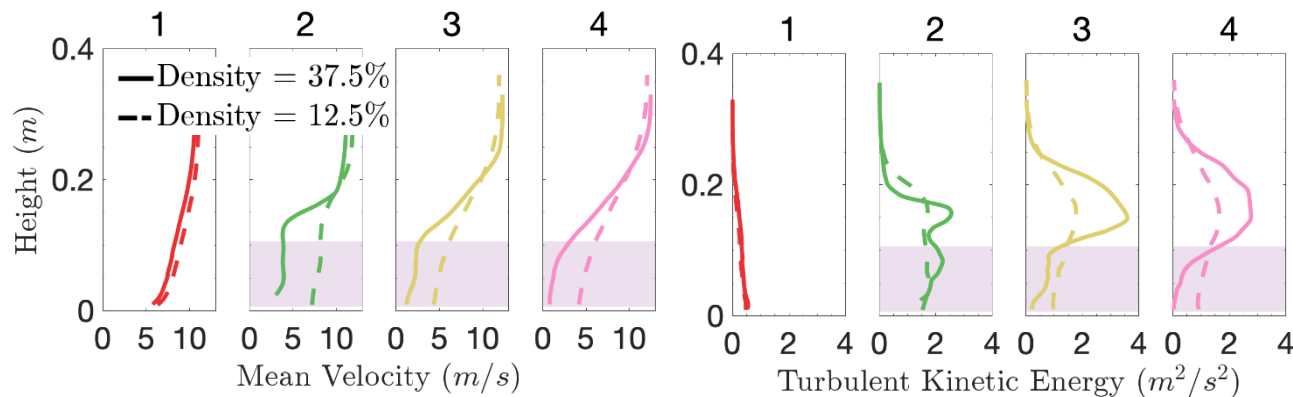 1 2 3 4 1 2 3 4
0.4 0.4
Density = 37.5%
Density = 12.5%
Height (m)
0.2 0.2
0 0
0 5 10 0 5 10 0 5 10 0 5 10 0 2 4 0 2 4 0 2 4 0 2 4
Mean Velocity (m/s) Turbulent Kinetic Energy (m²/s²)